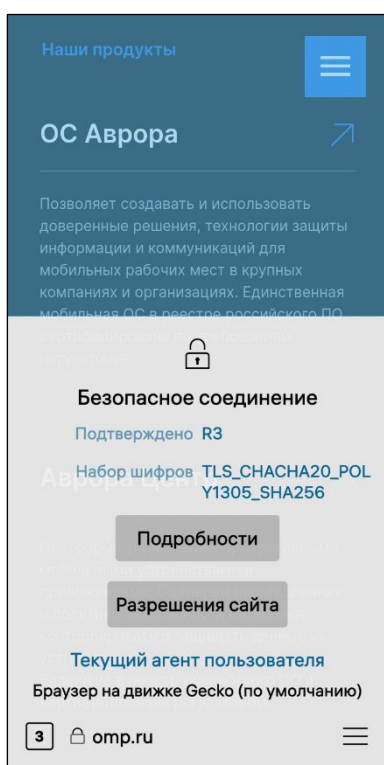 Наши продукты
ОС Аврора
Позволяет создавать и использовать
доверенные решения, технологии защиты
информации и коммуникаций для
мобильных рабочих мест в крупных
компаниях и организациях. Единственная
мобильная ОС в реестре российского ПО,
Безопасное соединение
Подтверждено R3
Набор шифров TLS_CHACHA20_POL
Y1305_SHA256
Подробности
Разрешения сайта
Текущий агент пользователя
Браузер на движке Gecko (по умолчанию)
3 omp.ru